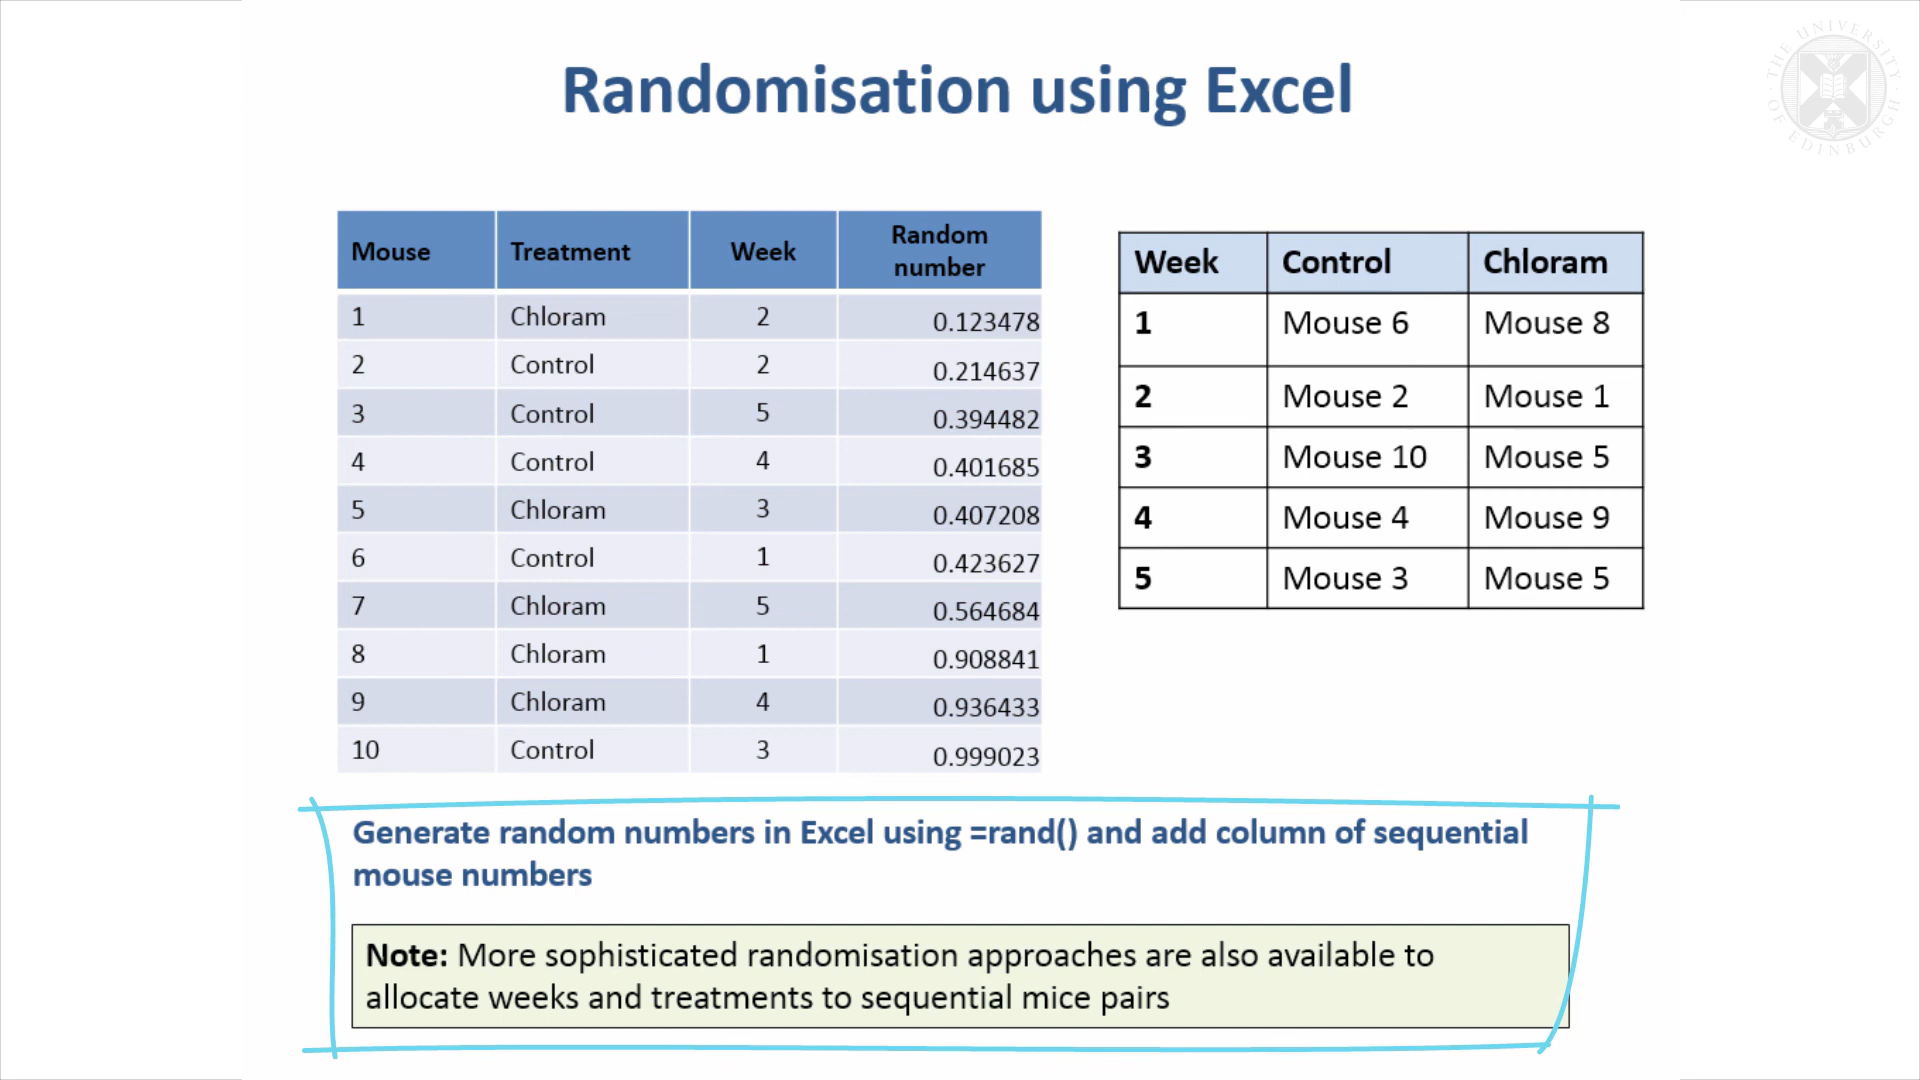 Randomisation using Excel
THE UNIVERSITY OF EDINBURGH
Mouse Treatment Week Random number
1 Chloram 2 0.123478
2 Control 2 0.214637
3 Control 5 0.394482
4 Control 4 0.401685
5 Chloram 3 0.407208
6 Control 1 0.423627
7 Chloram 5 0.564684
8 Chloram 1 0.908841
9 Chloram 4 0.936433
10 Control 3 0.999023
Week Control Chloram
1 Mouse 6 Mouse 8
2 Mouse 2 Mouse 1
3 Mouse 10 Mouse 5
4 Mouse 4 Mouse 9
5 Mouse 3 Mouse 5
Generate random numbers in Excel using =rand() and add column of sequential
mouse numbers
Note: More sophisticated randomisation approaches are also available to
allocate weeks and treatments to sequential mice pairs